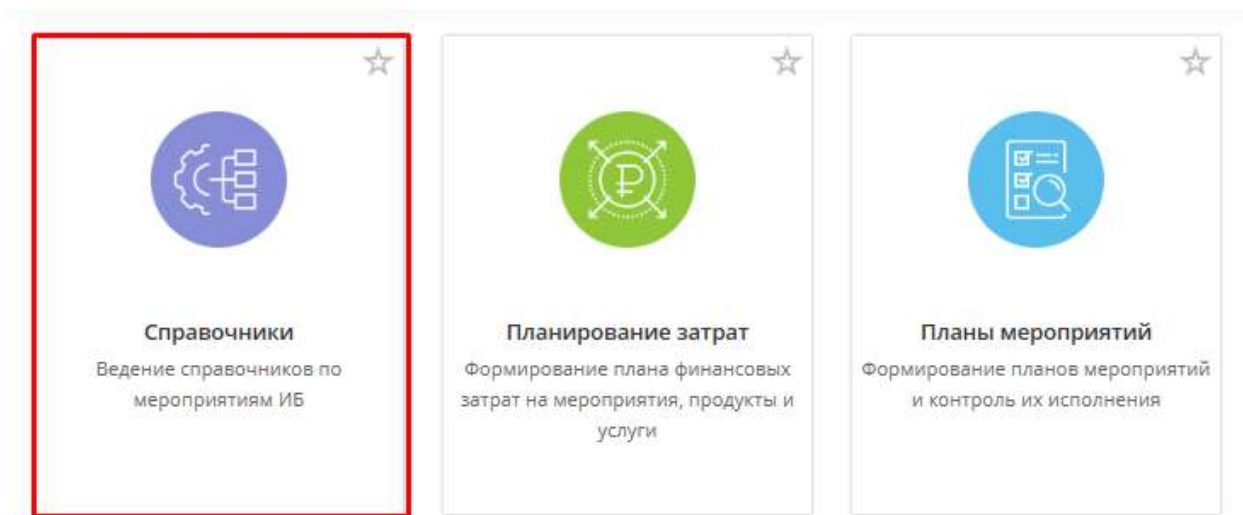 Справочники
Ведение справочников по
мероприятиям ИБ
Планирование затрат
Формирование плана финансовых
затрат на мероприятия, продукты и
услуги
Планы мероприятий
Формирование планов мероприятий
и контроль их исполнения